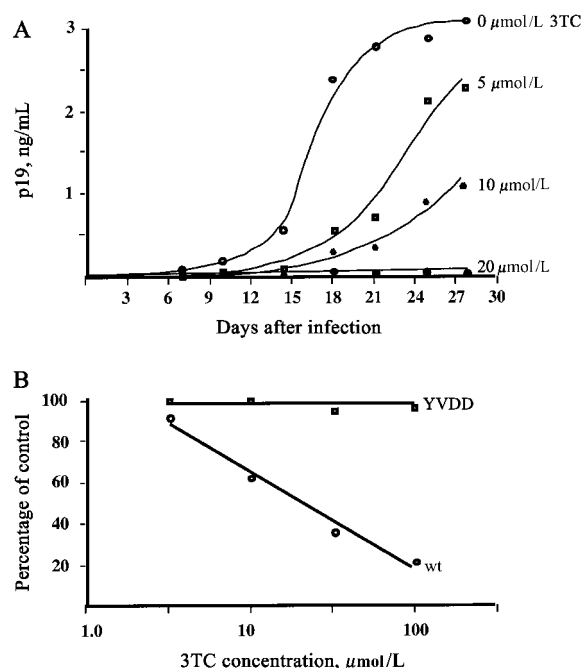 A
p19, ng/mL
3
2
1
0 µmol/L 3TC
5 µmol/L
10 µmol/L
20 µmol/L
3 6 9 12 15 18 21 24 27 30
Days after infection
B
Percentage of control
100
80
60
40
20
YVDD
wt
1.0 10 100
3TC concentration, µmol/L